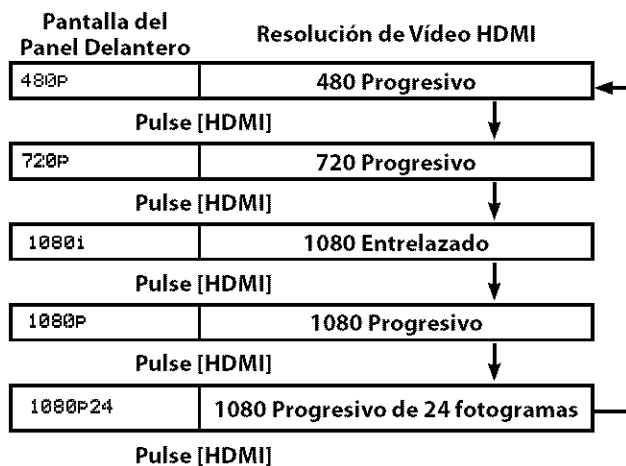 Pantalla del
Panel Delantero
Resolución de Vídeo HDMI
480P
480 Progresivo
Pulse [HDMI]
720P
720 Progresivo
Pulse [HDMI]
1080i
1080 Entrelazado
Pulse [HDMI]
1080P
1080 Progresivo
Pulse [HDMI]
1080P24
1080 Progresivo de 24 fotogramas
Pulse [HDMI]